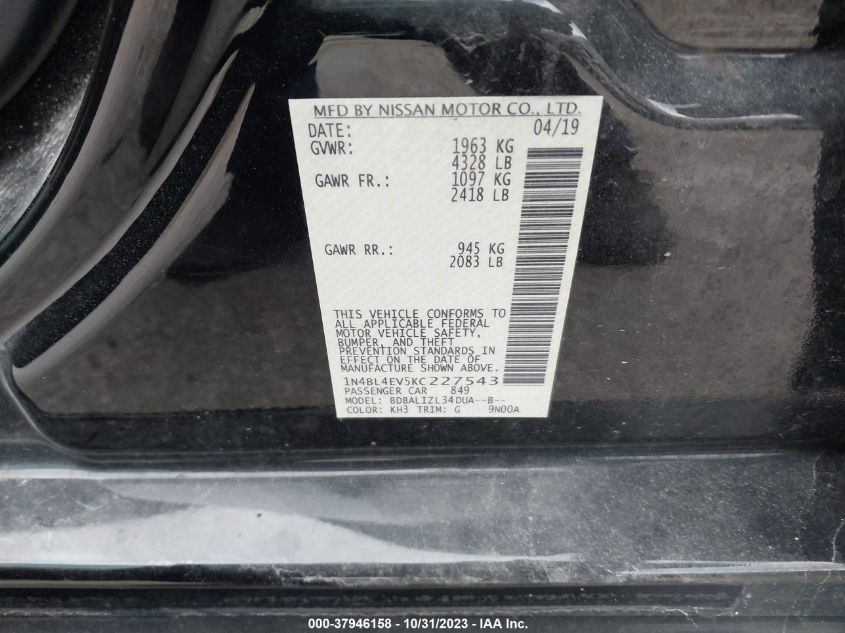 MFD BY NISSAN MOTOR CO., LTD.
DATE: 04/19
GVWR: 1963 KG
4328 LB
GAWR FR.: 1097 KG
2418 LB
GAWR RR.: 945 KG
2083 LB
THIS VEHICLE CONFORMS TO
ALL APPLICABLE FEDERAL
MOTOR VEHICLE SAFETY,
BUMPER, AND THEFT
PREVENTION STANDARDS IN
EFFECT ON THE DATE OF
MANUFACTURE SHOWN ABOVE.
1N4BL4EV5KC227543
PASSENGER CAR 849
MODEL: BDBALIZL34DUA--B--
COLOR: KH3 TRIM: G 9N00A
000-37946158 - 10/31/2023 - IAA Inc.